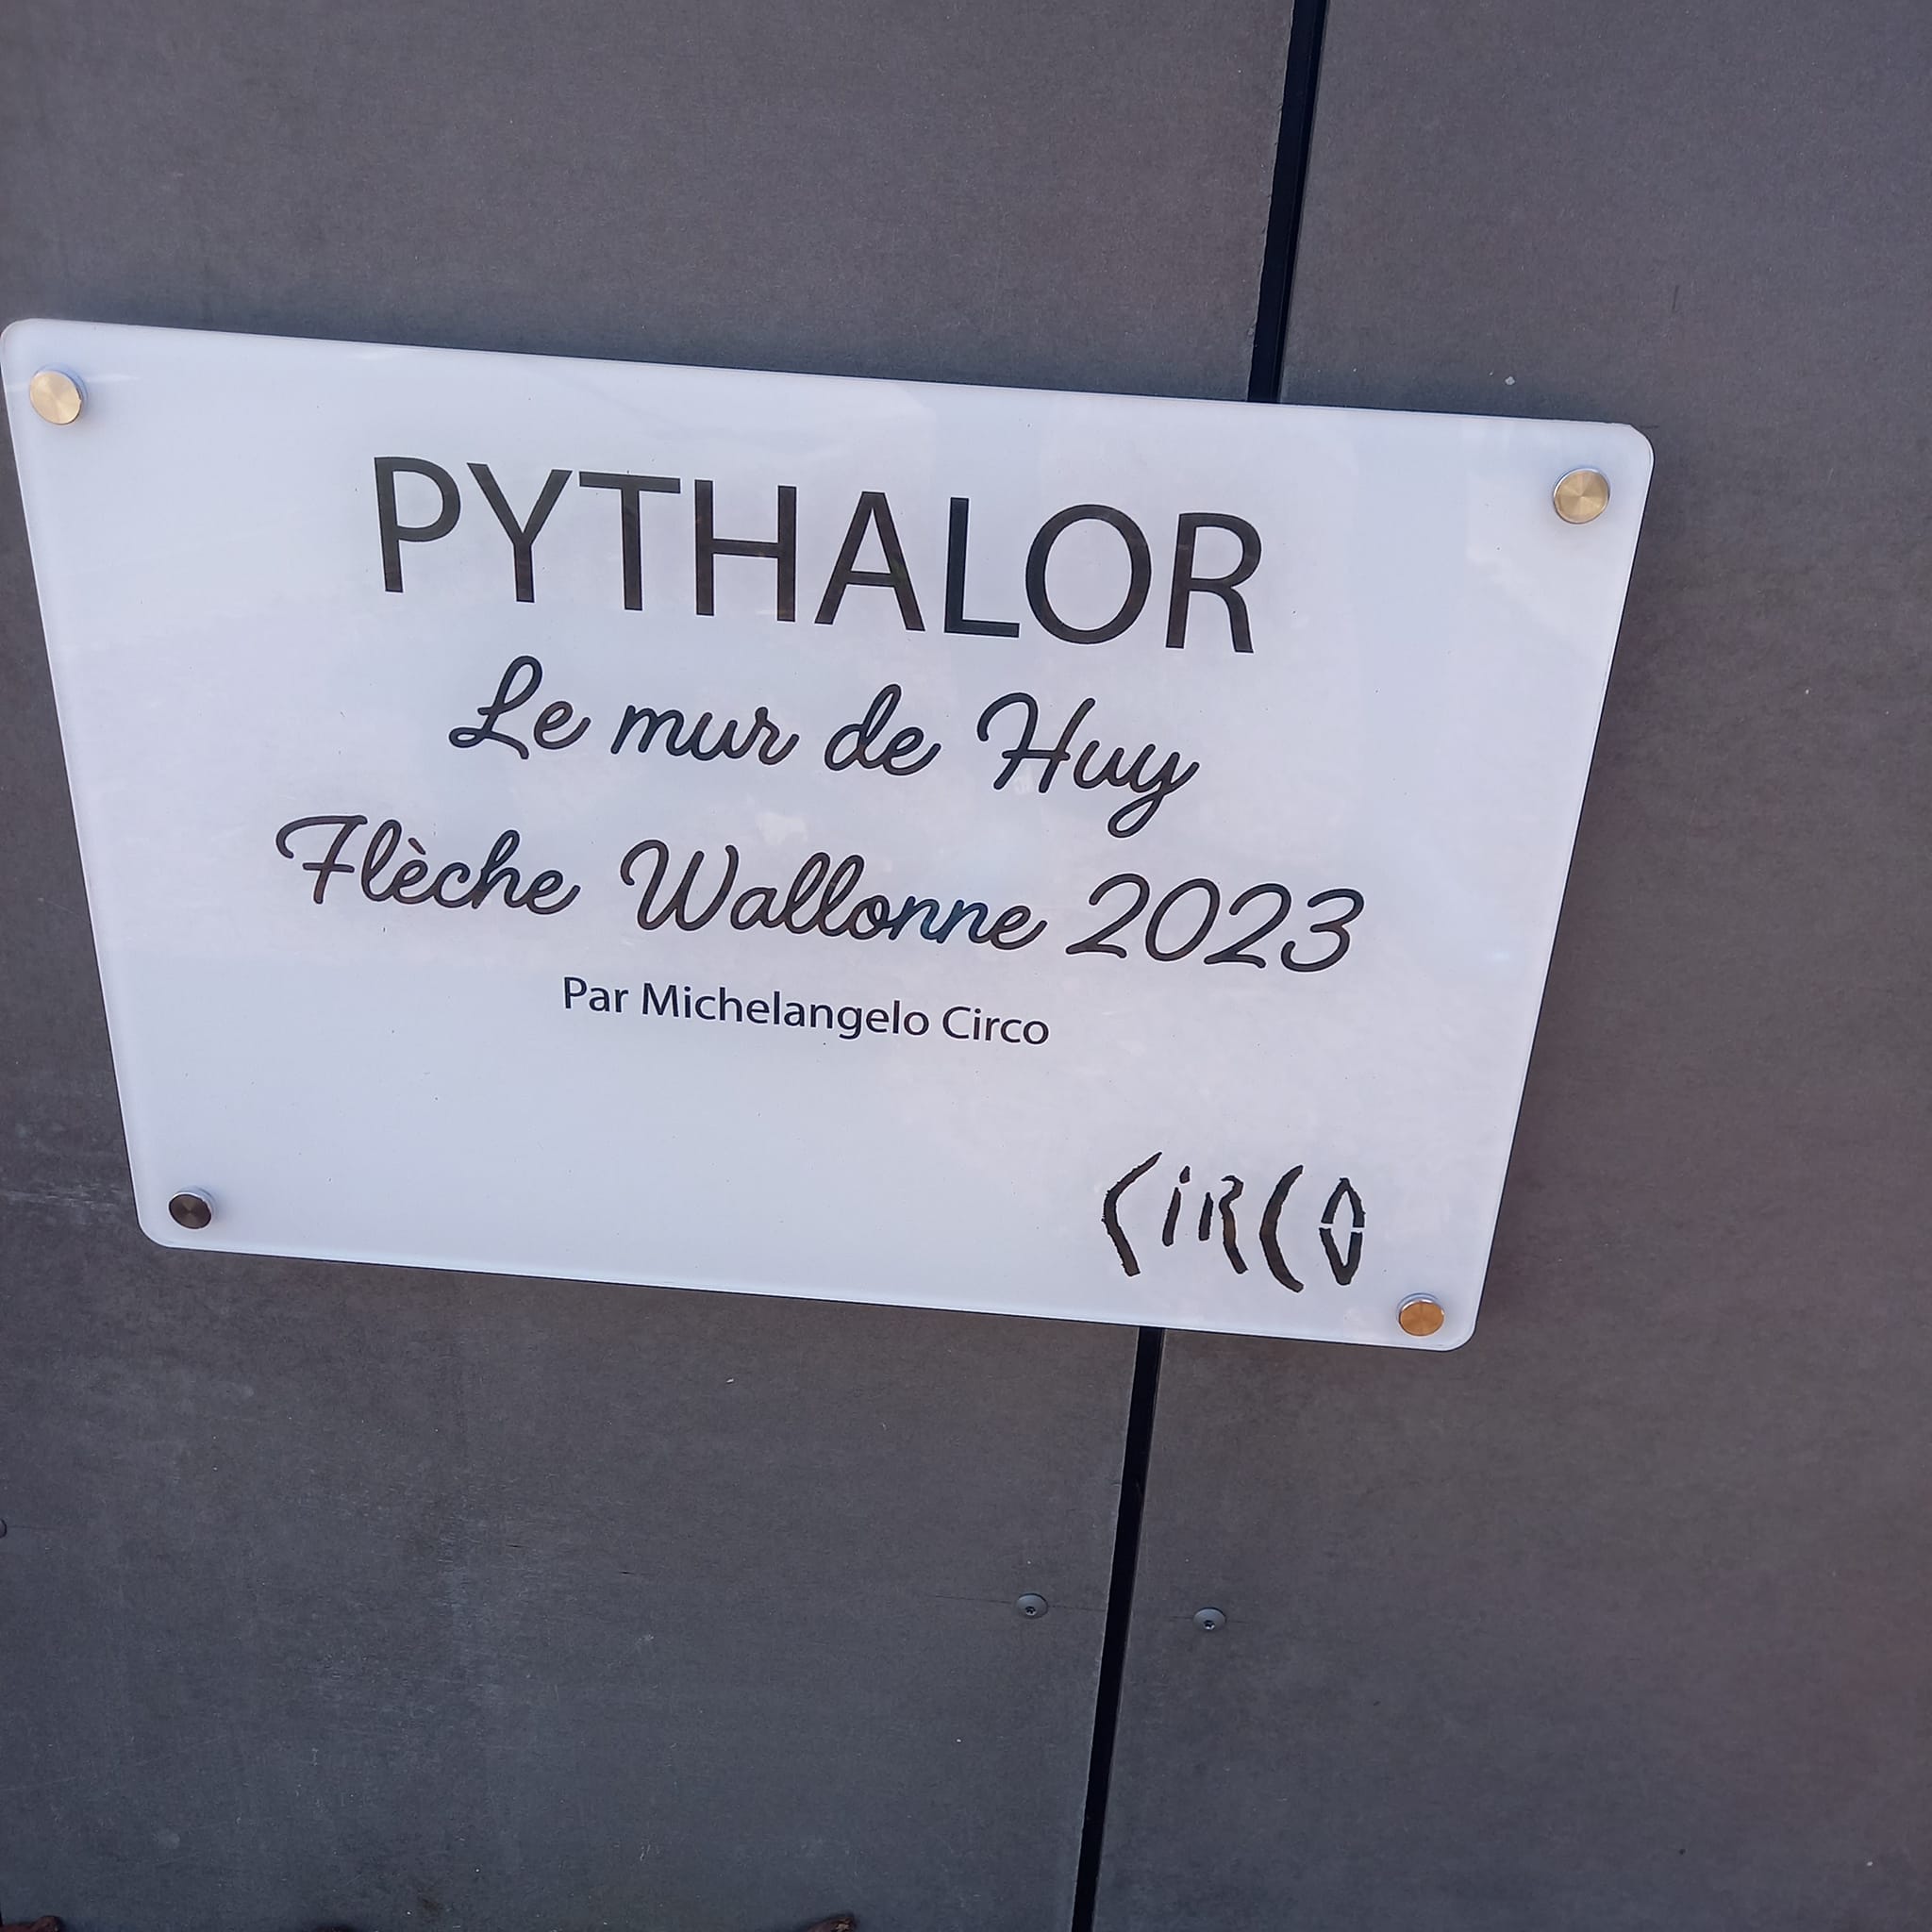 PYTHALOR
Le mur de Huy
Flèche Wallonne 2023
Par Michelangelo Circo
CiRCO